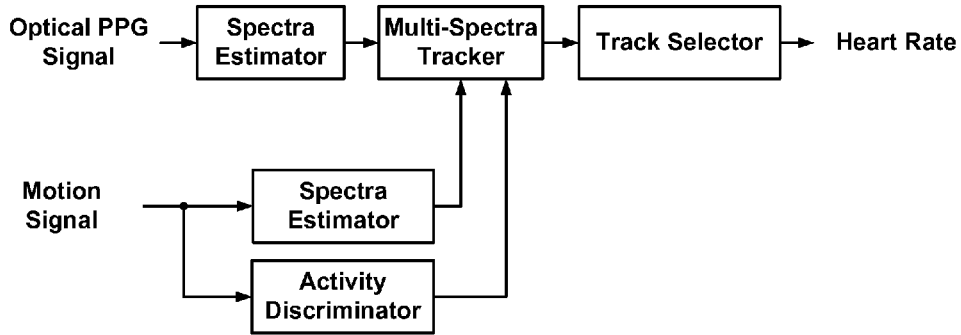 Optical PPG
Signal
Spectra
Estimator
Multi-Spectra
Tracker
Track Selector
Heart Rate
Motion
Signal
Spectra
Estimator
Activity
Discriminator